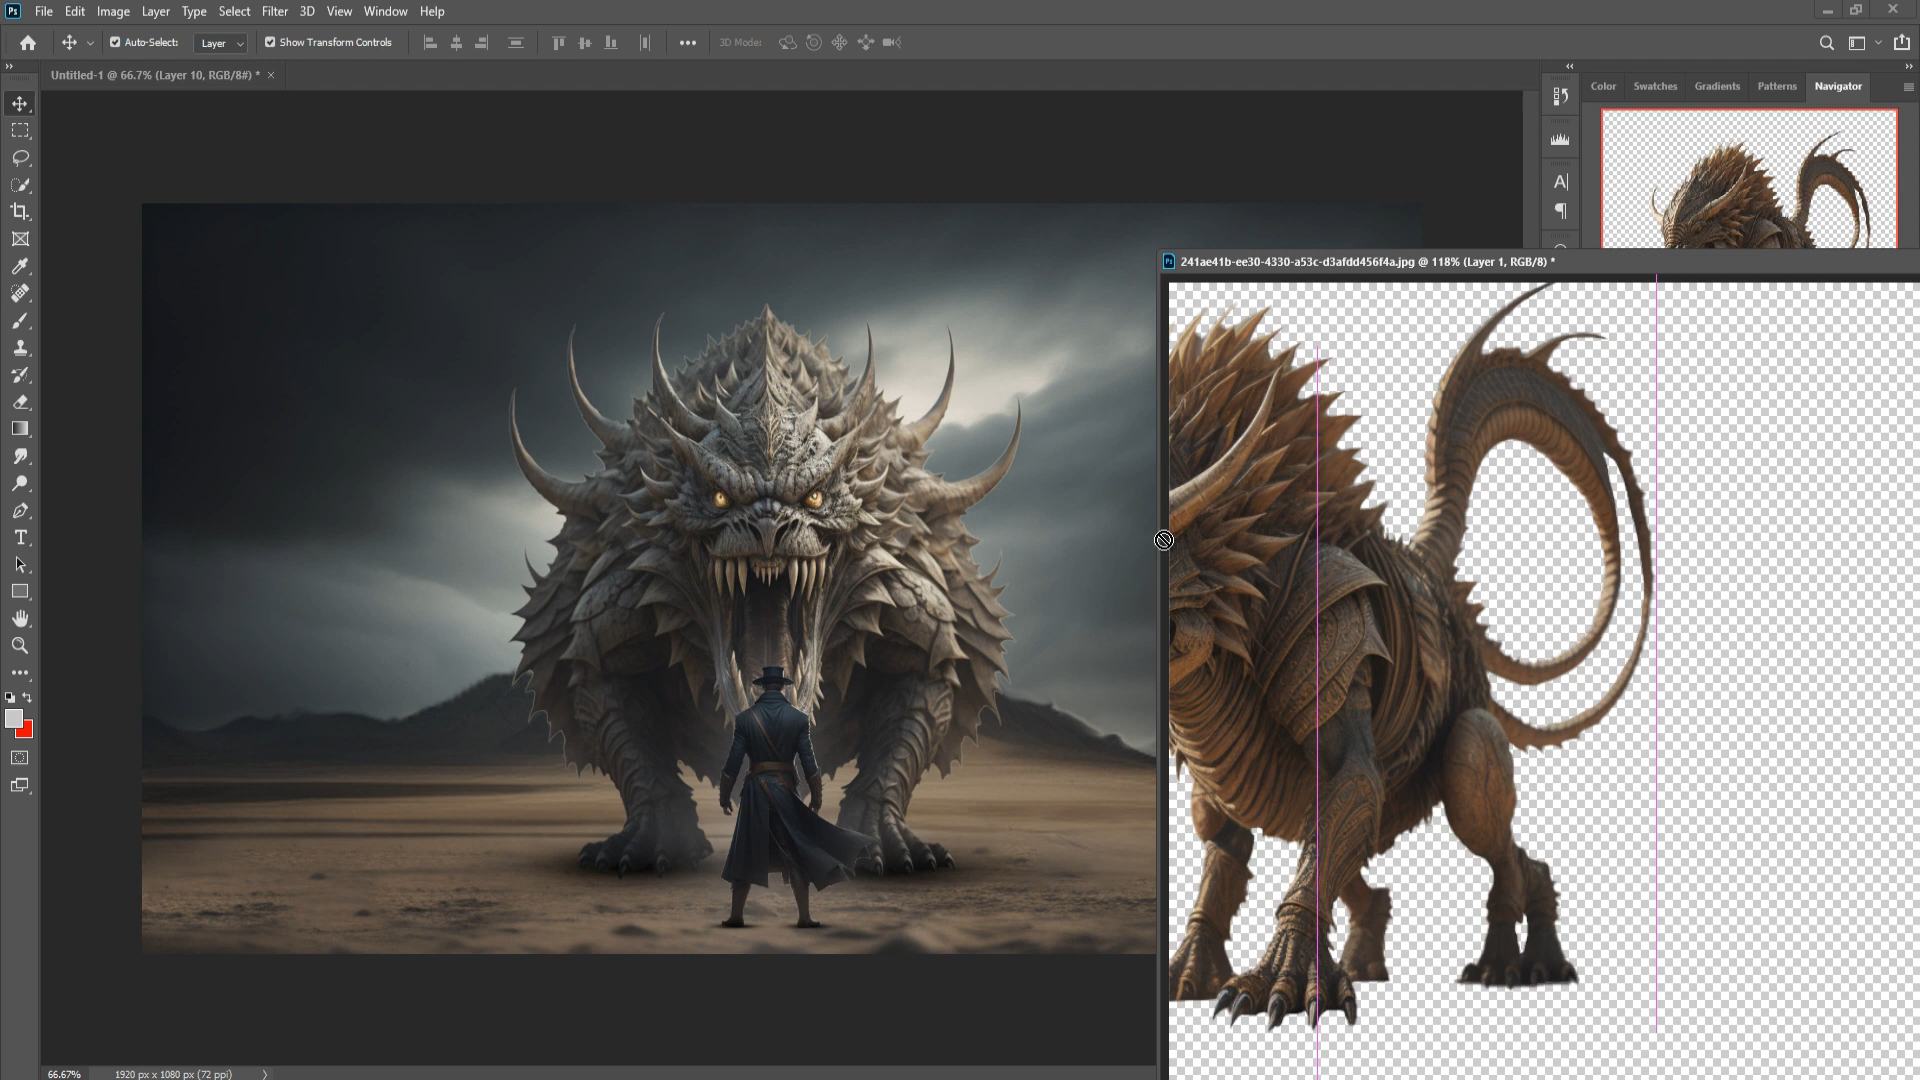 Ps File Edit Image Layer Type Select Filter 3D View Window Help
Auto-Select: Layer Show Transform Controls 3D Mode:
Untitled-1 @ 66.7% (Layer 10, RGB/8#) * ×
Color Swatches Gradients Patterns Navigator
A
T
Ps 241ae41b-ee30-4330-a53c-d3afdd456f4a.jpg @ 118% (Layer 1, RGB/8) *
66.67% 1920 px x 1080 px (72 ppi)